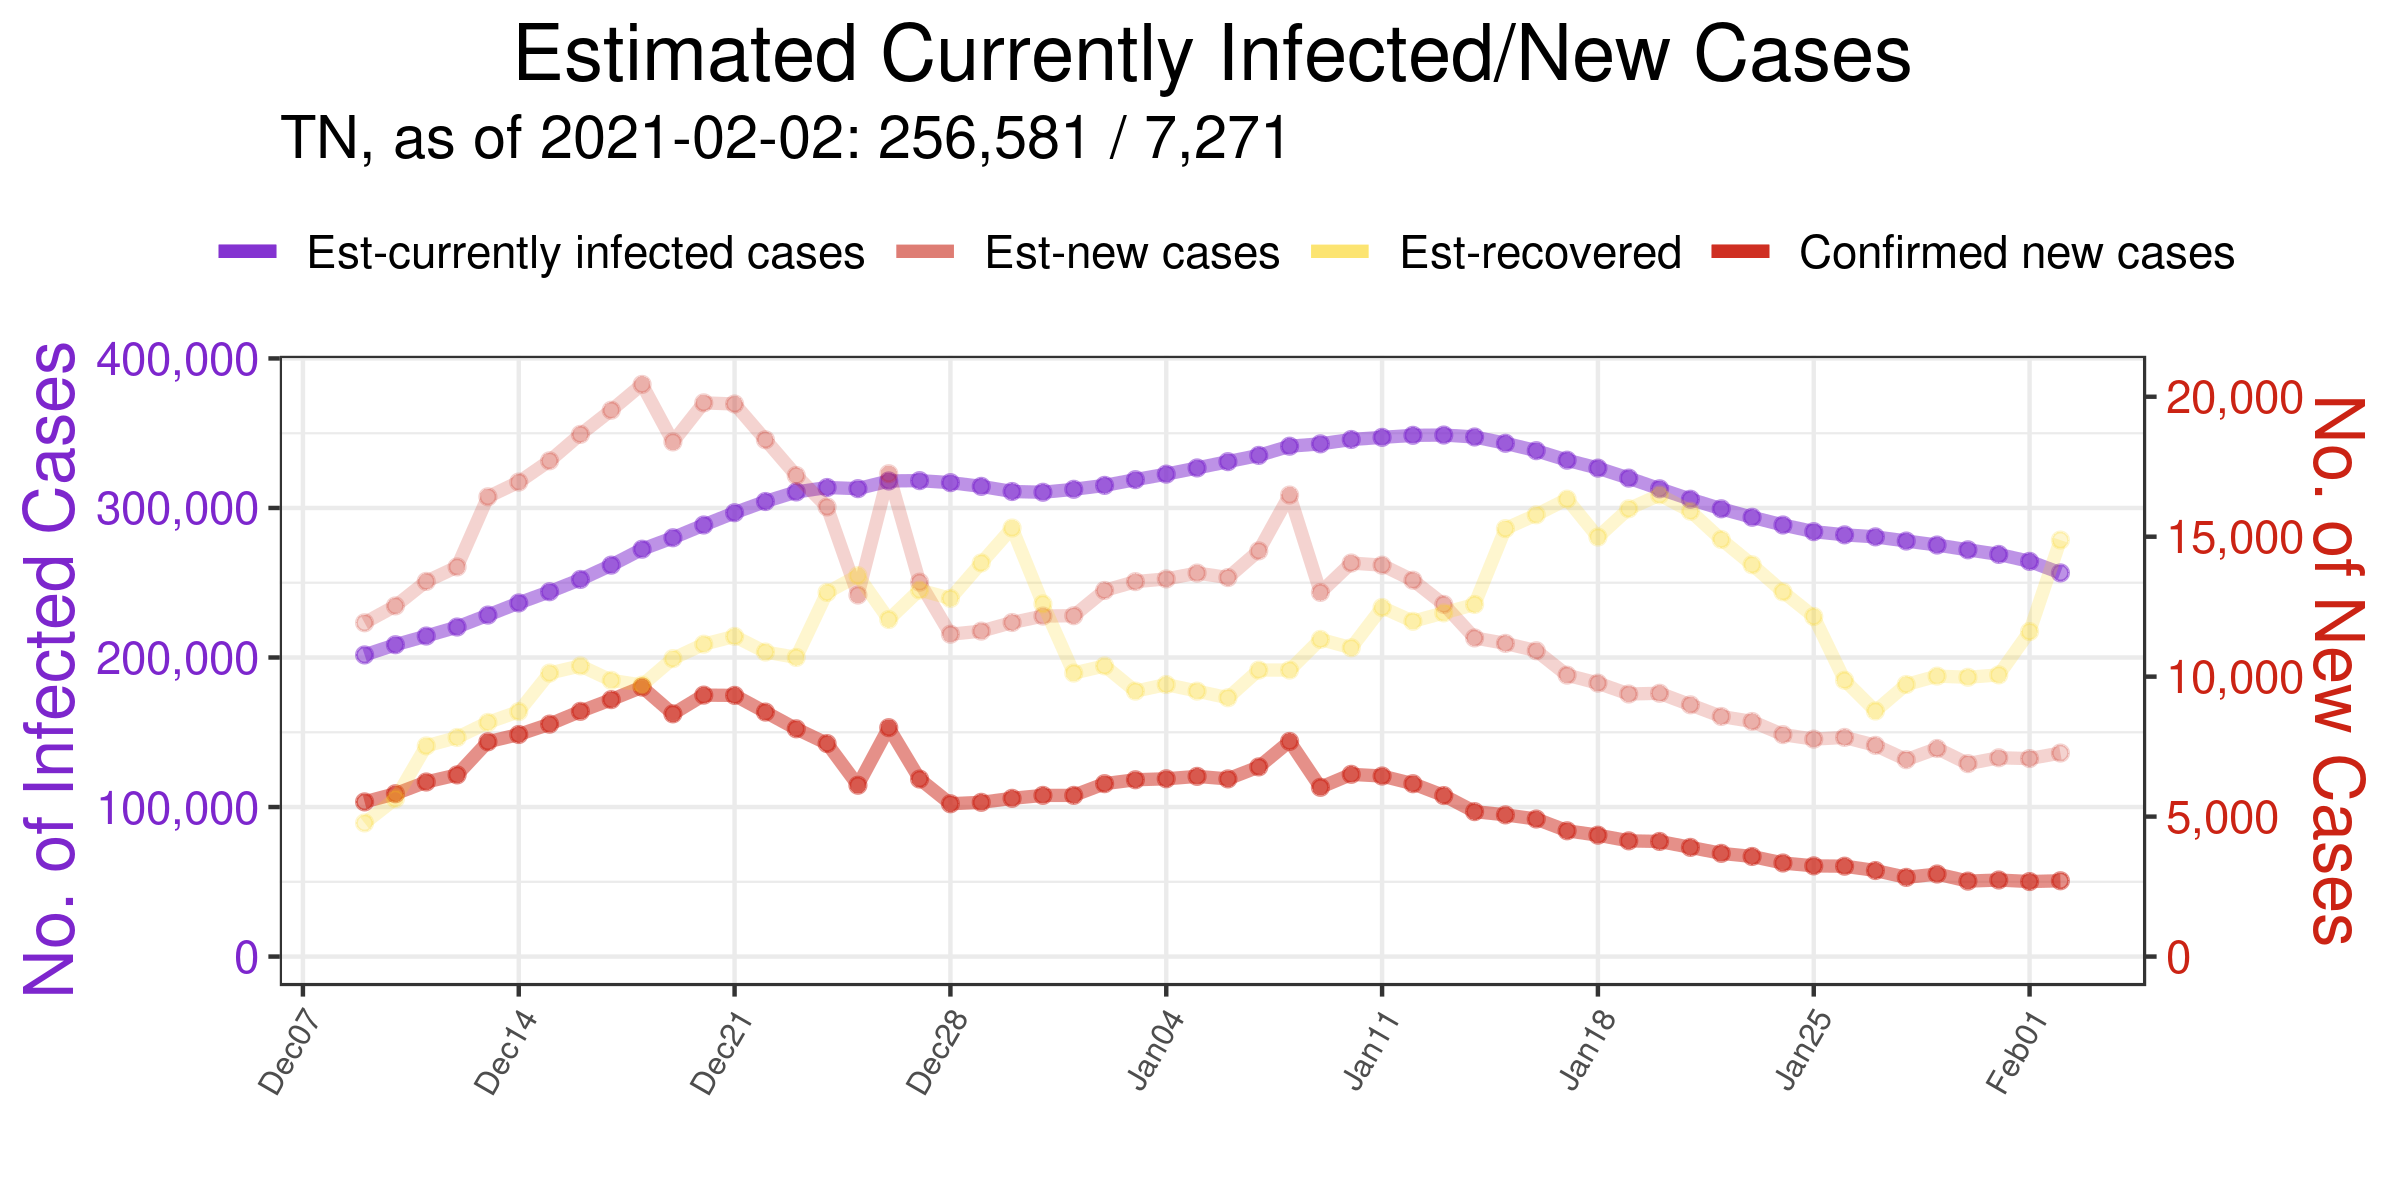 Estimated Currently Infected/New Cases
TN, as of 2021-02-02: 256,581 / 7,271
Est-currently infected cases Est-new cases Est-recovered Confirmed new cases
No. of Infected Cases
400,000
300,000
200,000
100,000
0
20,000
15,000
10,000
5,000
0
No. of New Cases
Dec07 Dec14 Dec21 Dec28 Jan04 Jan11 Jan18 Jan25 Feb01